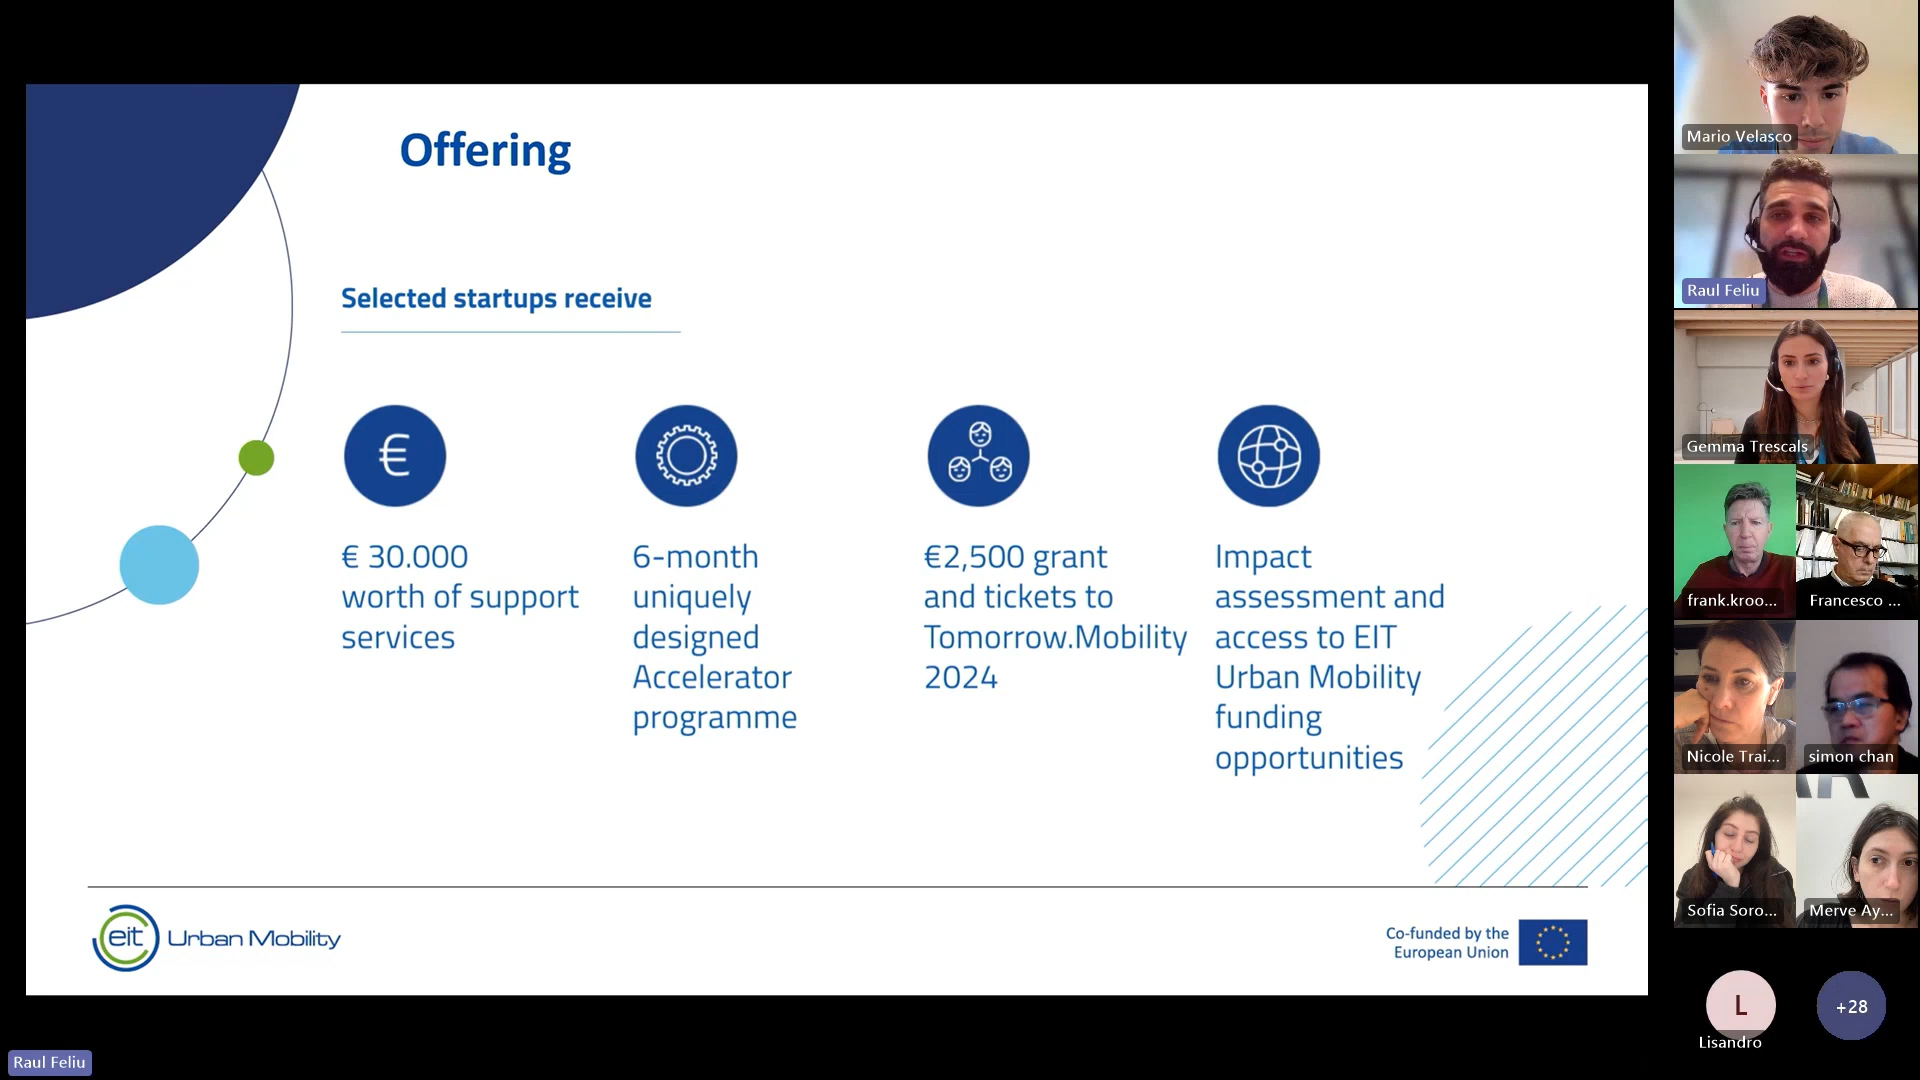 Offering
Selected startups receive
€
€ 30.000
worth of support
services
6-month
uniquely
designed
Accelerator
programme
€2,500 grant
and tickets to
Tomorrow.Mobility
2024
Impact
assessment and
access to EIT
Urban Mobility
funding
opportunities
eit Urban Mobility
Co-funded by the
European Union
Raul Feliu
Mario Velasco
Raul Feliu
Gemma Trescals
frank.kroo...
Francesco ...
Nicole Trai...
simon chan
Sofia Soro...
Merve Ay...
L
Lisandro
+28